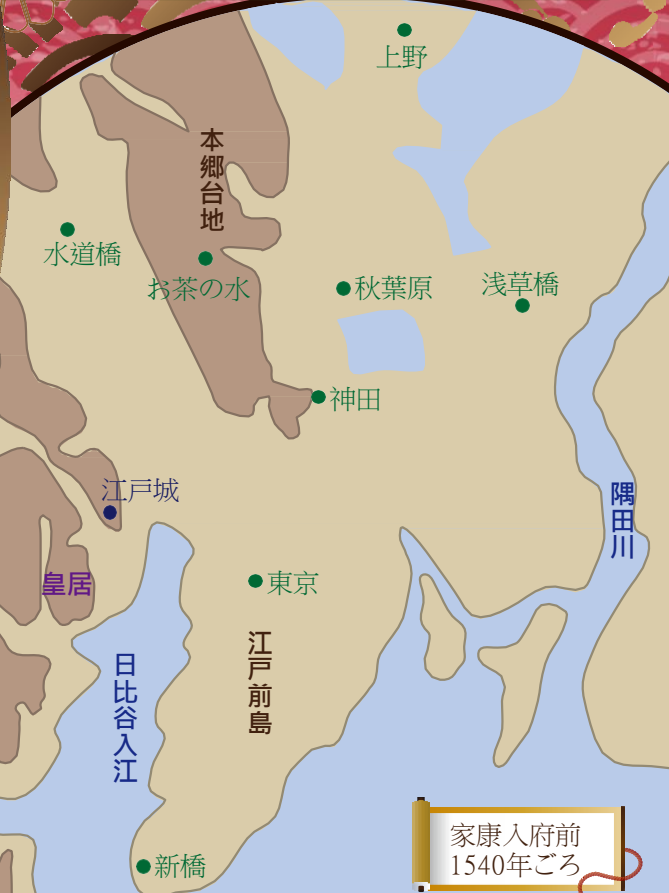 上野
本郷台地
水道橋
お茶の水
秋葉原
浅草橋
神田
江戸城
隅田川
皇居
東京
江戸前島
日比谷入江
新橋
家康入府前
1540年ごろ